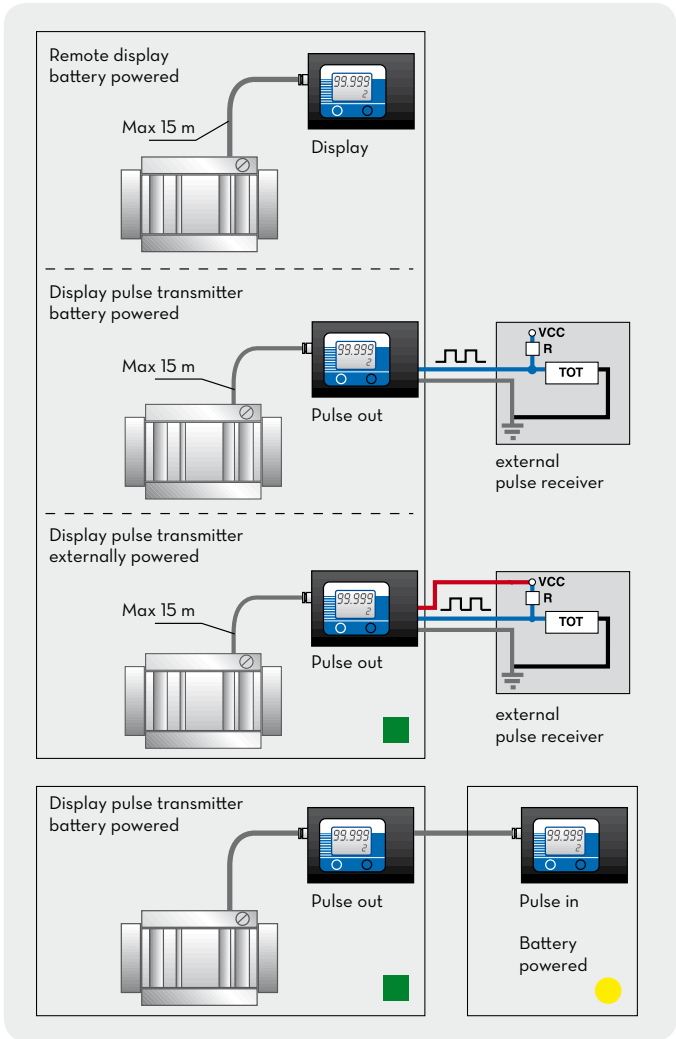 Remote display
battery powered
99.999
2
Max 15 m
Display
Display pulse transmitter
battery powered
99.999
2
Max 15 m
Pulse out
VCC
R
TOT
external
pulse receiver
Display pulse transmitter
externally powered
99.999
2
Max 15 m
Pulse out
VCC
R
TOT
external
pulse receiver
Display pulse transmitter
battery powered
99.999
2
Pulse out
99.999
2
Pulse in
Battery
powered